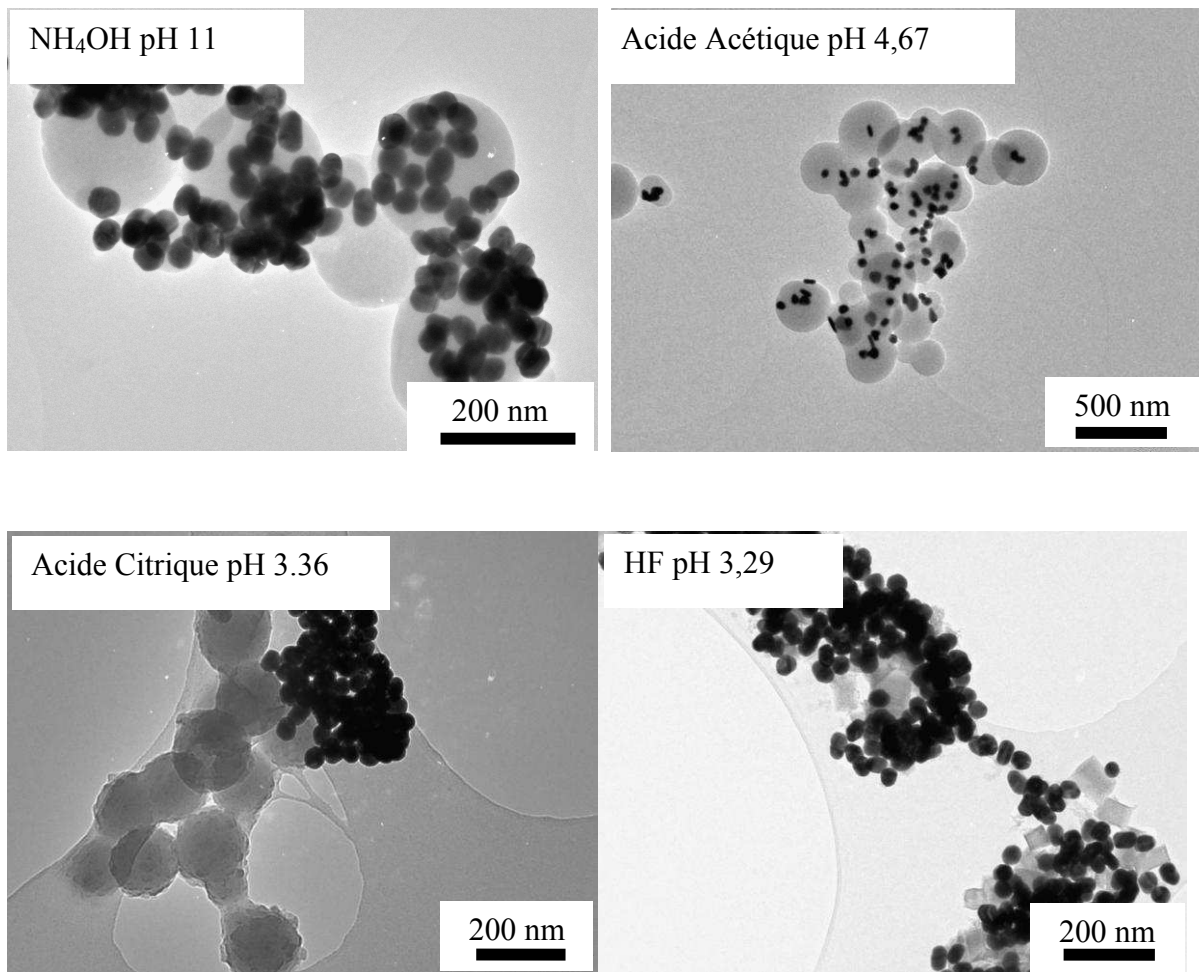 NH₄OH pH 11
Acide Acétique pH 4,67
200 nm
500 nm
Acide Citrique pH 3.36
HF pH 3,29
200 nm
200 nm